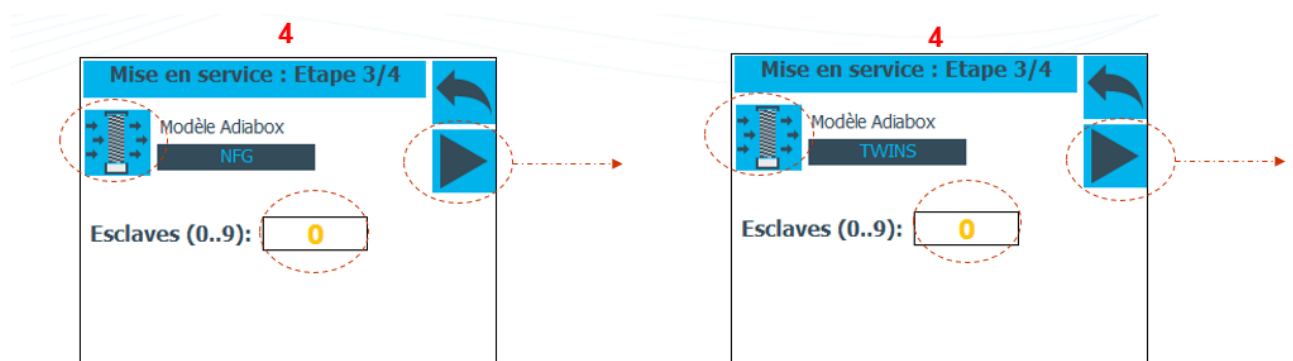 4
Mise en service : Etape 3/4
Modèle Adiabox
NFG
Esclaves (0..9):
0
4
Mise en service : Etape 3/4
Modèle Adiabox
TWINS
Esclaves (0..9):
0